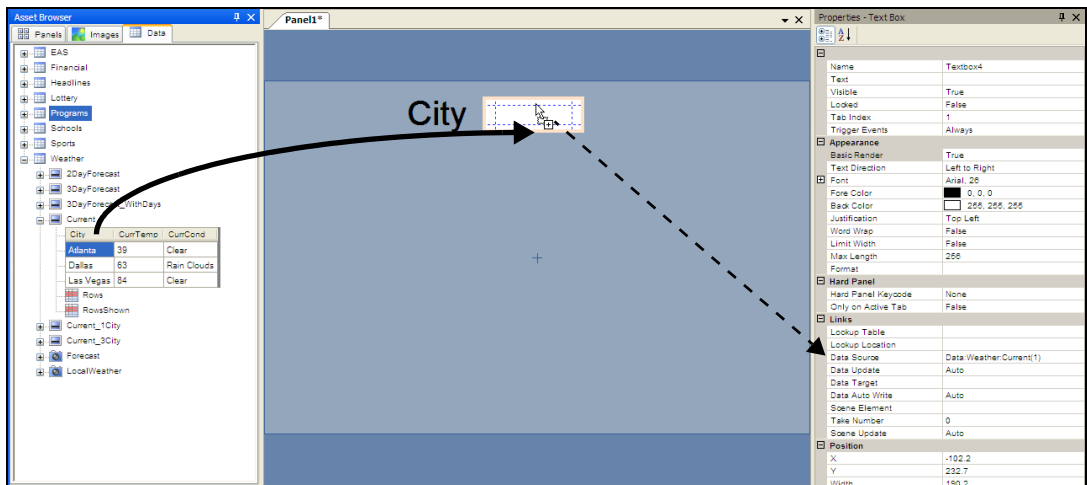 Asset Browser
Panels Images Data
EAS
Financial
Headlines
Lottery
Programs
Schools
Sports
Weather
2DayForecast
3DayForecast
3DayForecast_WithDays
Current
City CurrTemp CurrCond
Atlanta 39 Clear
Dallas 63 Rain Clouds
Las Vegas 84 Clear
Rows
RowsShown
Current_1City
Current_3City
Forecast
LocalWeather
Panel1*
City
Properties - Text Box
Name Textbox4
Text
Visible True
Locked False
Tab Index 1
Trigger Events Always
Appearance
Basic Render True
Text Direction Left to Right
Font Arial, 26
Fore Color 0, 0, 0
Back Color 255, 255, 255
Justification Top Left
Word Wrap False
Limit Width False
Max Length 256
Format
Hard Panel
Hard Panel Keycode None
Only on Active Tab False
Links
Lookup Table
Lookup Location
Data Source Data:Weather:Current(1)
Data Update Auto
Data Target
Data Auto Write Auto
Scene Element
Take Number 0
Scene Update Auto
Position
X -102.2
Y 232.7
Width 190.2